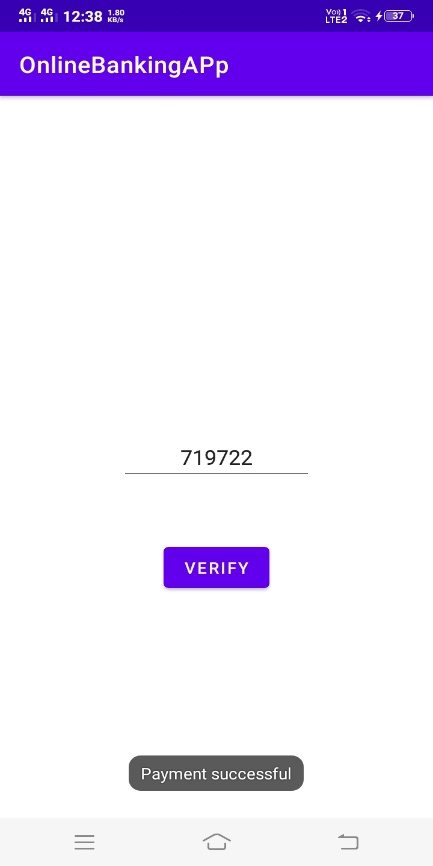 4G 4G 12:38 1.80 KB/s Vo)) 1 LTE2 37
OnlineBankingAPp
719722
VERIFY
Payment successful